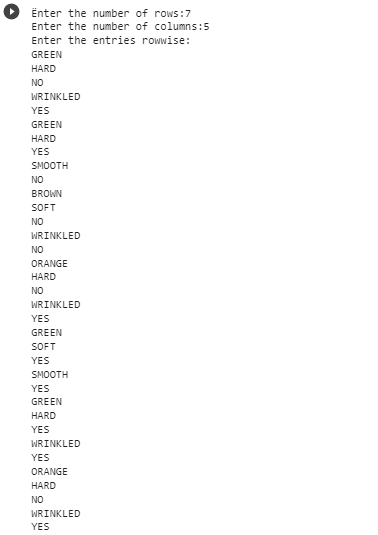 Enter the number of rows:7
Enter the number of columns:5
Enter the entries rowwise:
GREEN
HARD
NO
WRINKLED
YES
GREEN
HARD
YES
SMOOTH
NO
BROWN
SOFT
NO
WRINKLED
NO
ORANGE
HARD
NO
WRINKLED
YES
GREEN
SOFT
YES
SMOOTH
YES
GREEN
HARD
YES
WRINKLED
YES
ORANGE
HARD
NO
WRINKLED
YES